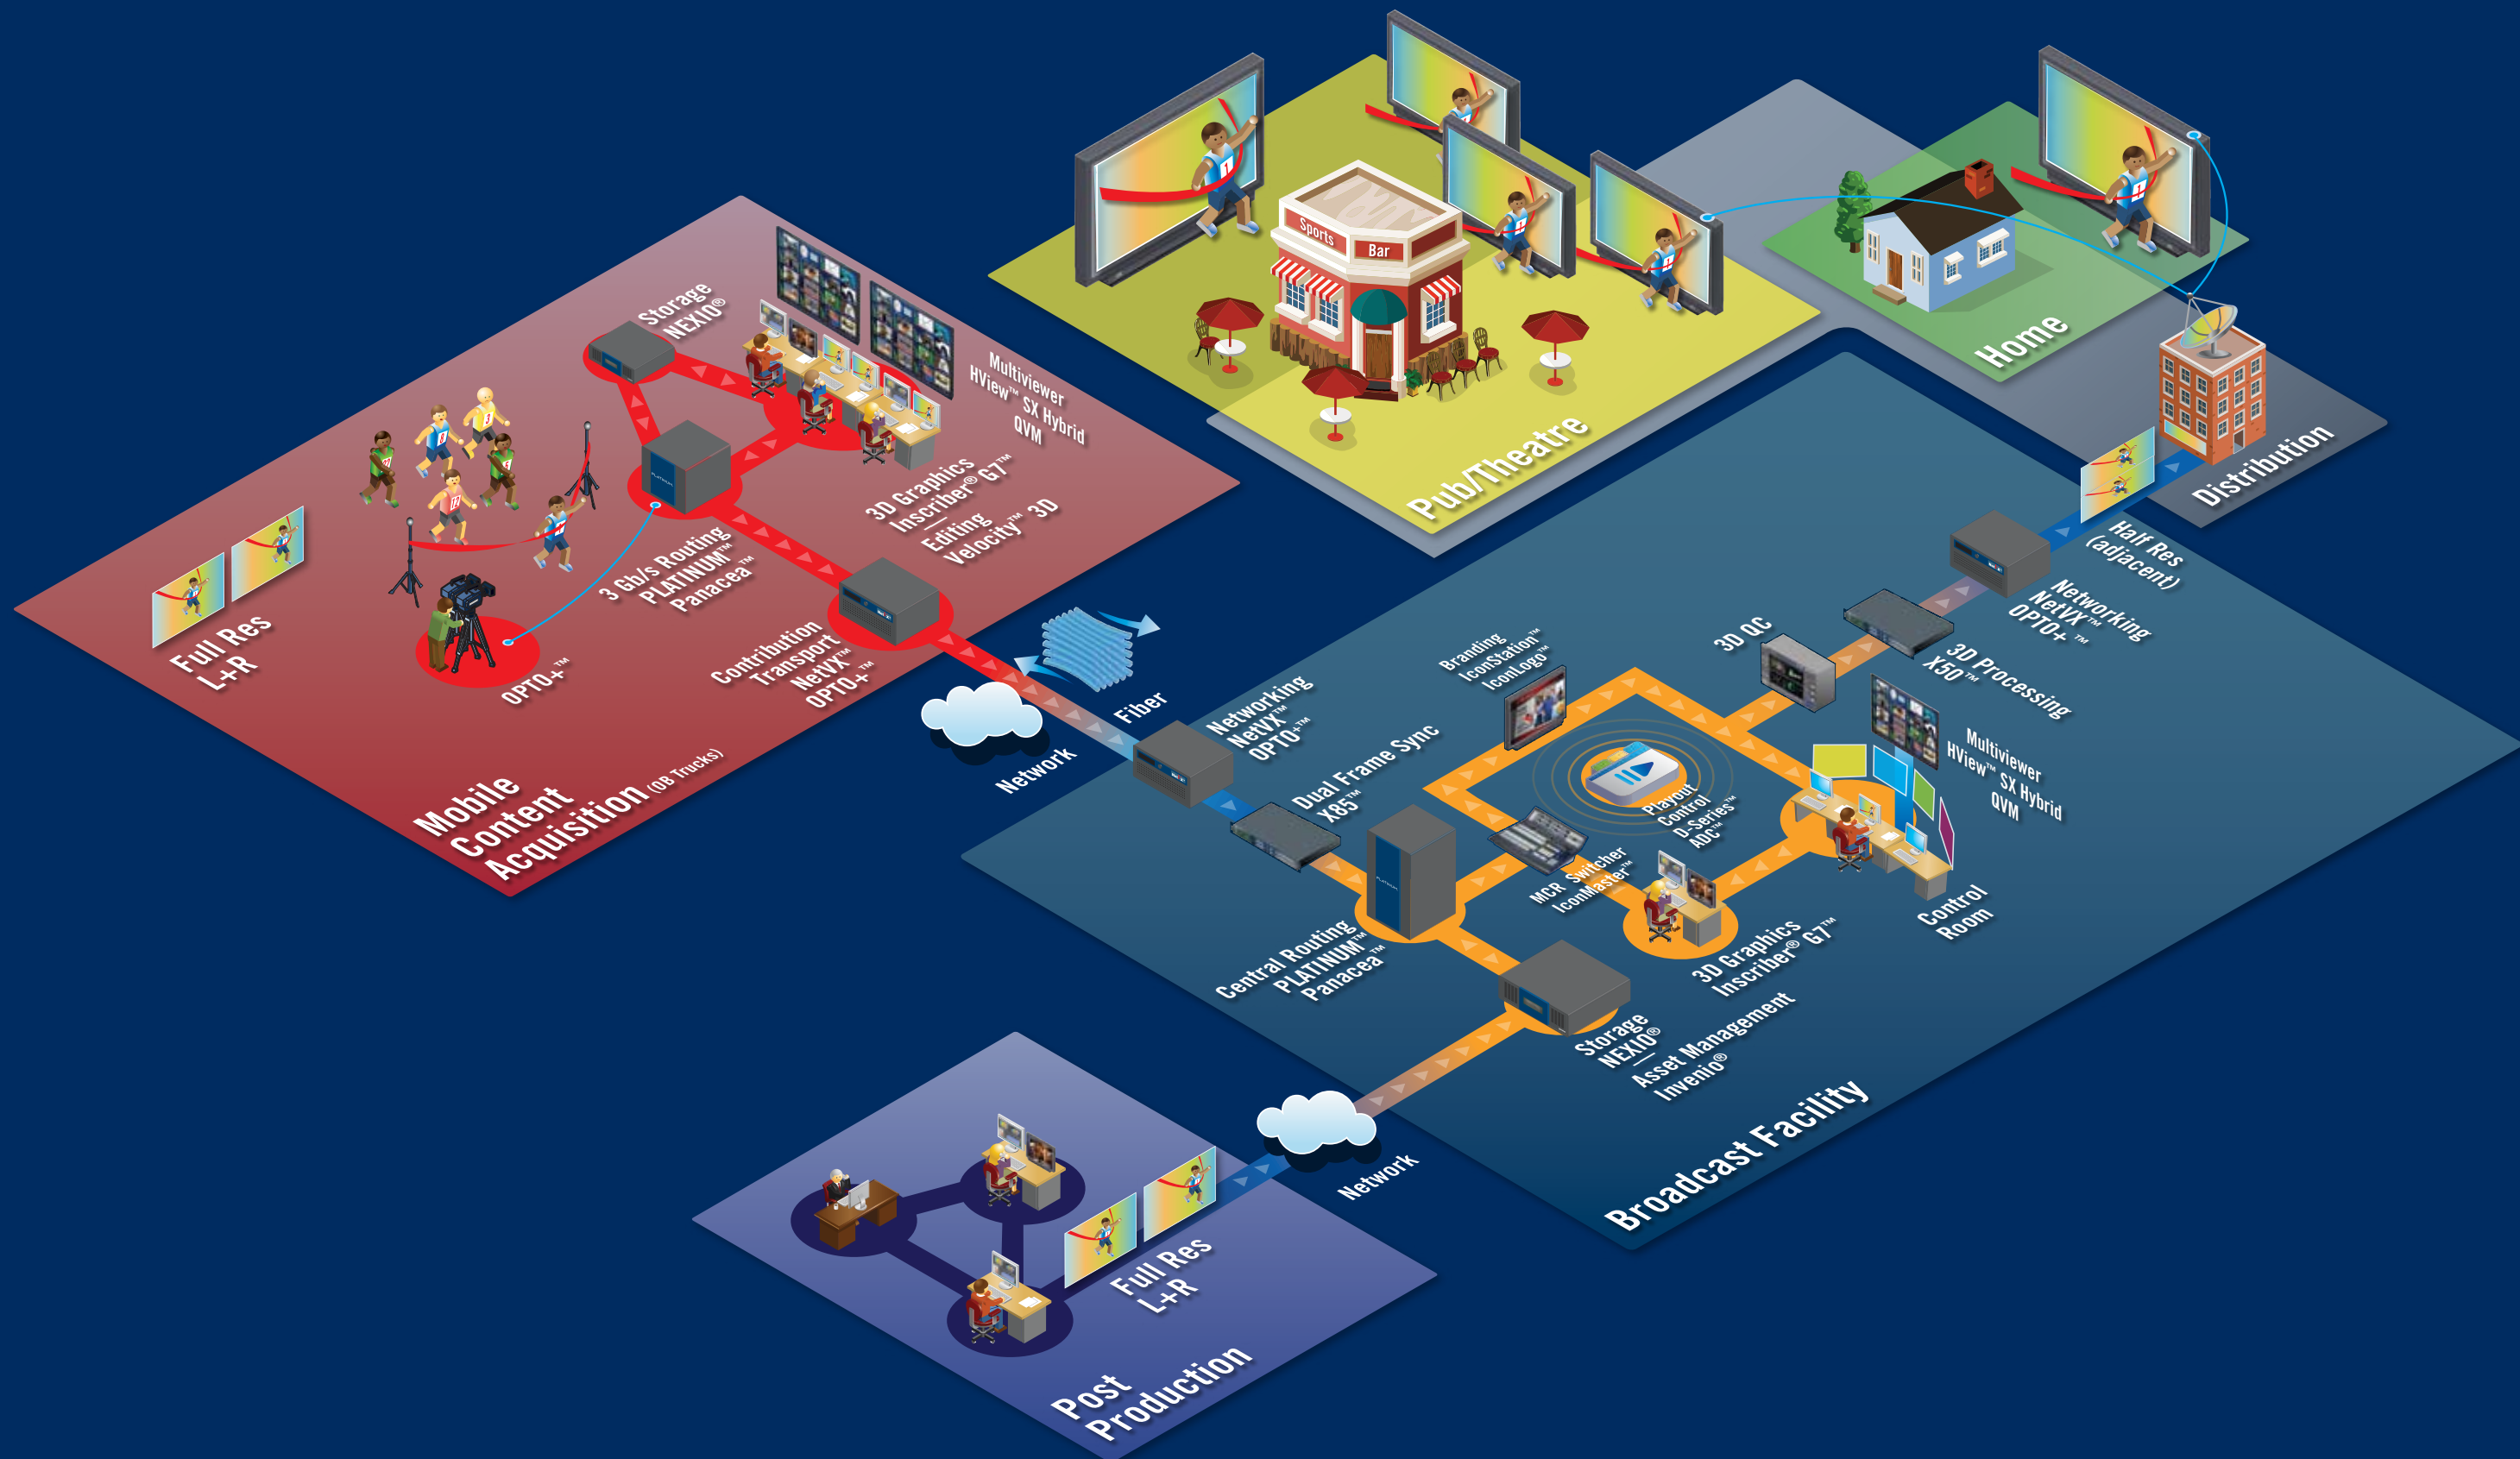 Storage
NEXIO®
Multiviewer
HView™ SX Hybrid
QVM
3D Graphics
Inscriber® G7™
Editing
Velocity™ 3D
3 Gb/s Routing
PLATINUM™
Panacea™
PLATINUM
Full Res
L+R
OPTO+™
Contribution
Transport
NetVX™
OPTO+™
Mobile
Content
Acquisition (OB Trucks)
Fiber
Network
Sports
Bar
Pub/Theatre
Home
Distribution
Half Res
(adjacent)
Networking
NetVX™
OPTO+™
3D Processing
X50™
3D QC
Branding
IconStation™
IconLogo™
Networking
NetVX™
OPTO+™
Dual Frame Sync
X85™
Playout
Control
D-Series™
ADC™
MCR Switcher
IconMaster™
Multiviewer
HView™ SX Hybrid
QVM
Control
Room
Central Routing
PLATINUM™
Panacea™
PLATINUM
3D Graphics
Inscriber® G7™
Storage
NEXIO®
Asset Management
Invenio®
Broadcast Facility
Network
Full Res
L+R
Post
Production